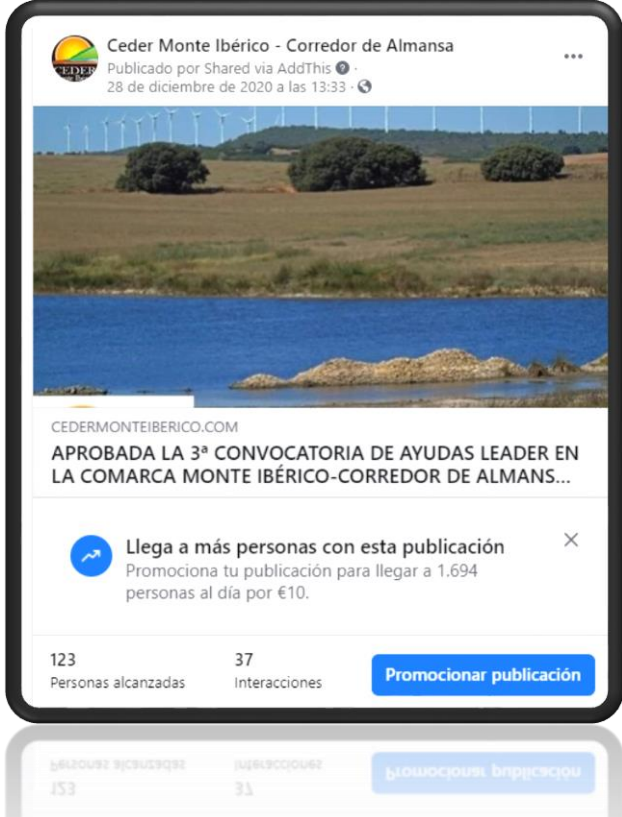 Ceder Monte Ibérico - Corredor de Almansa
Publicado por Shared via AddThis
28 de diciembre de 2020 a las 13:33 ·
CEDER
CEDERMONTEIBERICO.COM
APROBADA LA 3ª CONVOCATORIA DE AYUDAS LEADER EN
LA COMARCA MONTE IBÉRICO-CORREDOR DE ALMANS...
Llega a más personas con esta publicación
Promociona tu publicación para llegar a 1.694
personas al día por €10.
123
Personas alcanzadas
37
Interacciones
Promocionar publicación